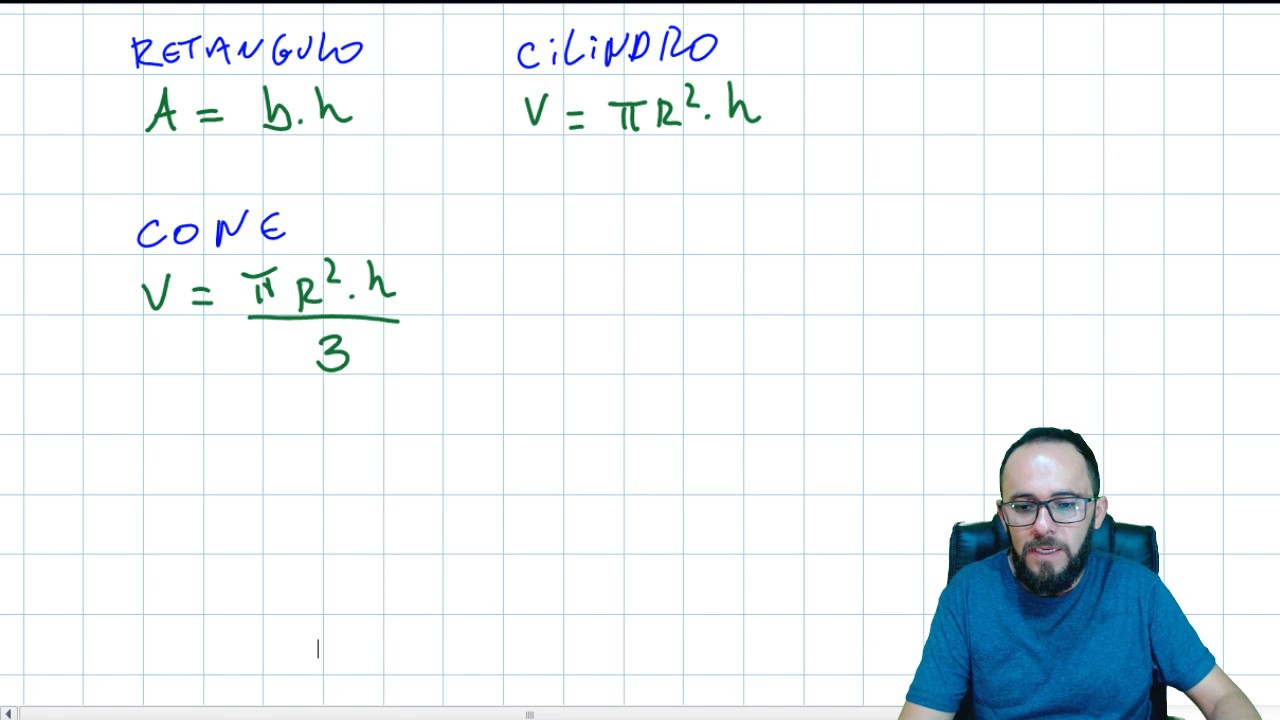 RETANGULO
A = b.h
CiLiNDRO
V = πR².h
CONE
V = πR².h
3